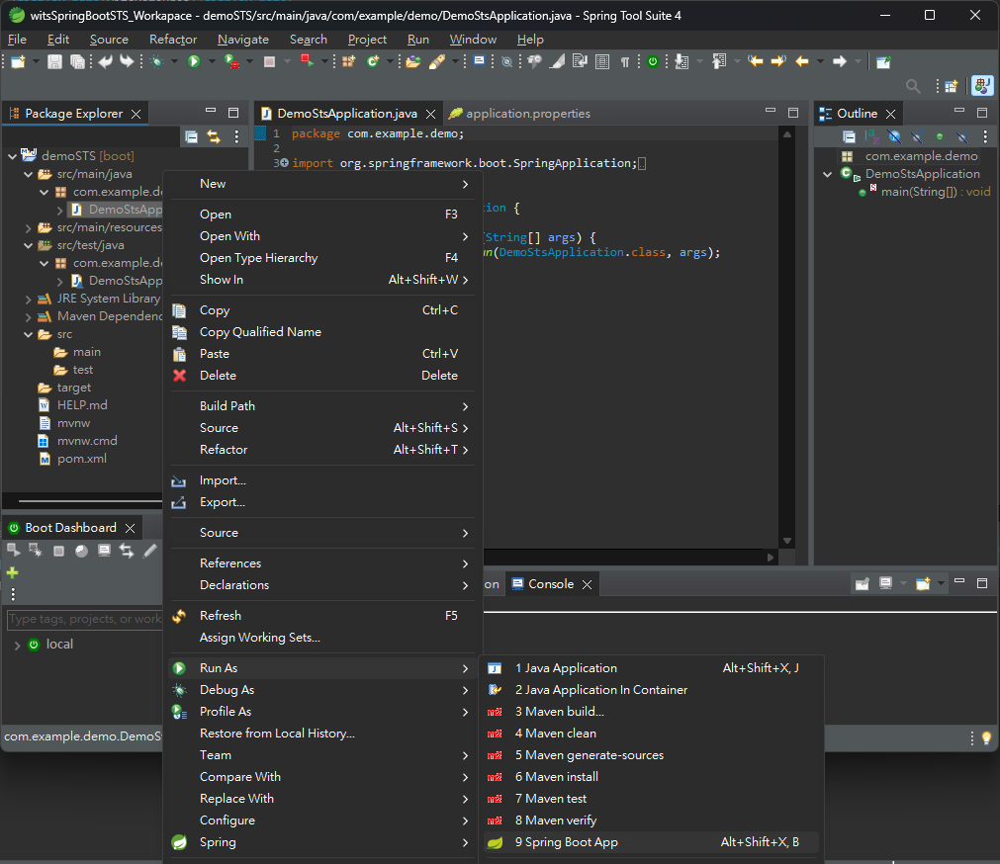 witsSpringBootSTS_Workapace - demoSTS/src/main/java/com/example/demo/DemoStsApplication.java - Spring Tool Suite 4
File Edit Source Refactor Navigate Search Project Run Window Help
Package Explorer
demoSTS [boot]
src/main/java
com.example.de
DemoStsApp
src/main/resources
src/test/java
com.example.de
DemoStsApp
JRE System Library
Maven Dependenc
src
main
test
target
HELP.md
mvnw
mvnw.cmd
pom.xml
DemoStsApplication.java
application.properties
1 package com.example.demo;
2
3 import org.springframework.boot.SpringApplication;
tion {
(String[] args) {
un(DemoStsApplication.class, args);
Outline
com.example.demo
DemoStsApplication
main(String[]) : void
Boot Dashboard
Type tags, projects, or work
local
com.example.demo.DemoSt
on
Console
New
Open F3
Open With
Open Type Hierarchy F4
Show In Alt+Shift+W
Copy Ctrl+C
Copy Qualified Name
Paste Ctrl+V
Delete Delete
Build Path
Source Alt+Shift+S
Refactor Alt+Shift+T
Import...
Export...
Source
References
Declarations
Refresh F5
Assign Working Sets...
Run As
Debug As
Profile As
Restore from Local History...
Team
Compare With
Replace With
Configure
Spring
1 Java Application Alt+Shift+X, J
2 Java Application In Container
3 Maven build...
4 Maven clean
5 Maven generate-sources
6 Maven install
7 Maven test
8 Maven verify
9 Spring Boot App Alt+Shift+X, B